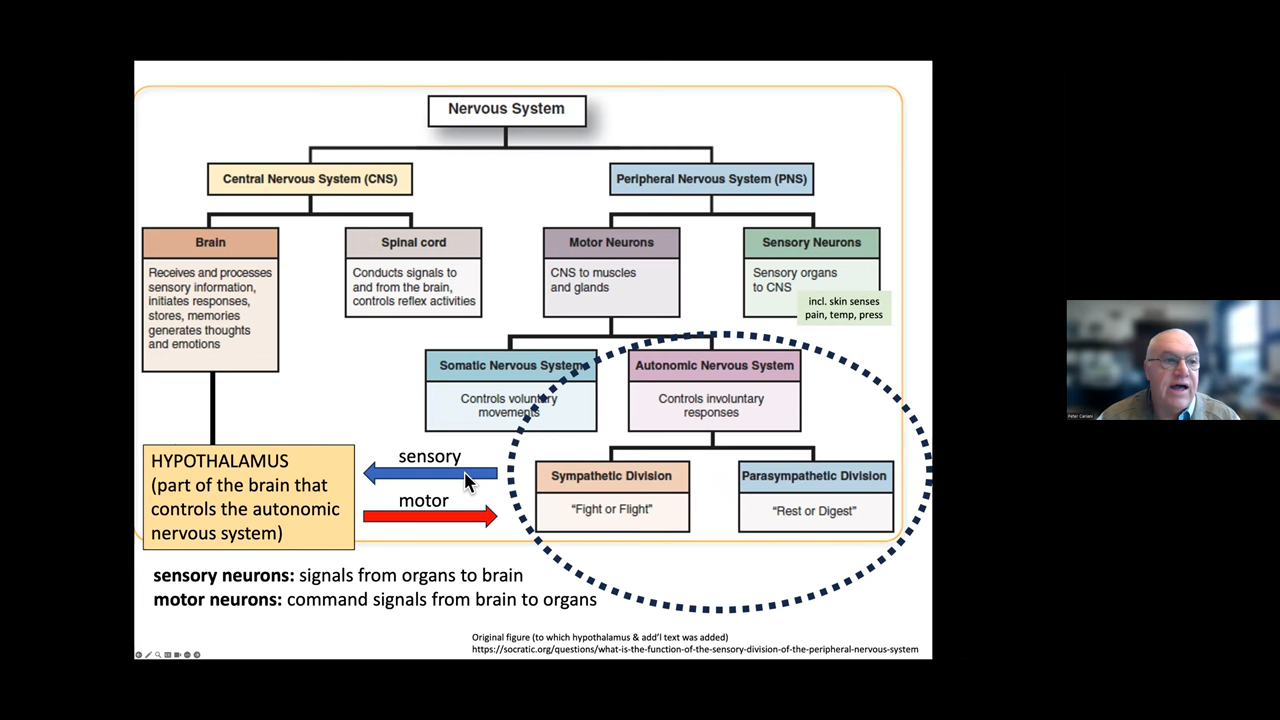 Nervous System
Central Nervous System (CNS)
Peripheral Nervous System (PNS)
Brain
Receives and processes
sensory information,
initiates responses,
stores, memories
generates thoughts
and emotions
Spinal cord
Conducts signals to
and from the brain,
controls reflex activities
Motor Neurons
CNS to muscles
and glands
Sensory Neurons
Sensory organs
to CNS
incl. skin senses
pain, temp, press
Somatic Nervous System
Controls voluntary
movements
Autonomic Nervous System
Controls involuntary
responses
HYPOTHALAMUS
(part of the brain that
controls the autonomic
nervous system)
sensory
motor
Sympathetic Division
“Fight or Flight”
Parasympathetic Division
“Rest or Digest”
sensory neurons: signals from organs to brain
motor neurons: command signals from brain to organs
Original figure (to which hypothalamus & add’l text was added)
https://socratic.org/questions/what-is-the-function-of-the-sensory-division-of-the-peripheral-nervous-system
Peter Cariani